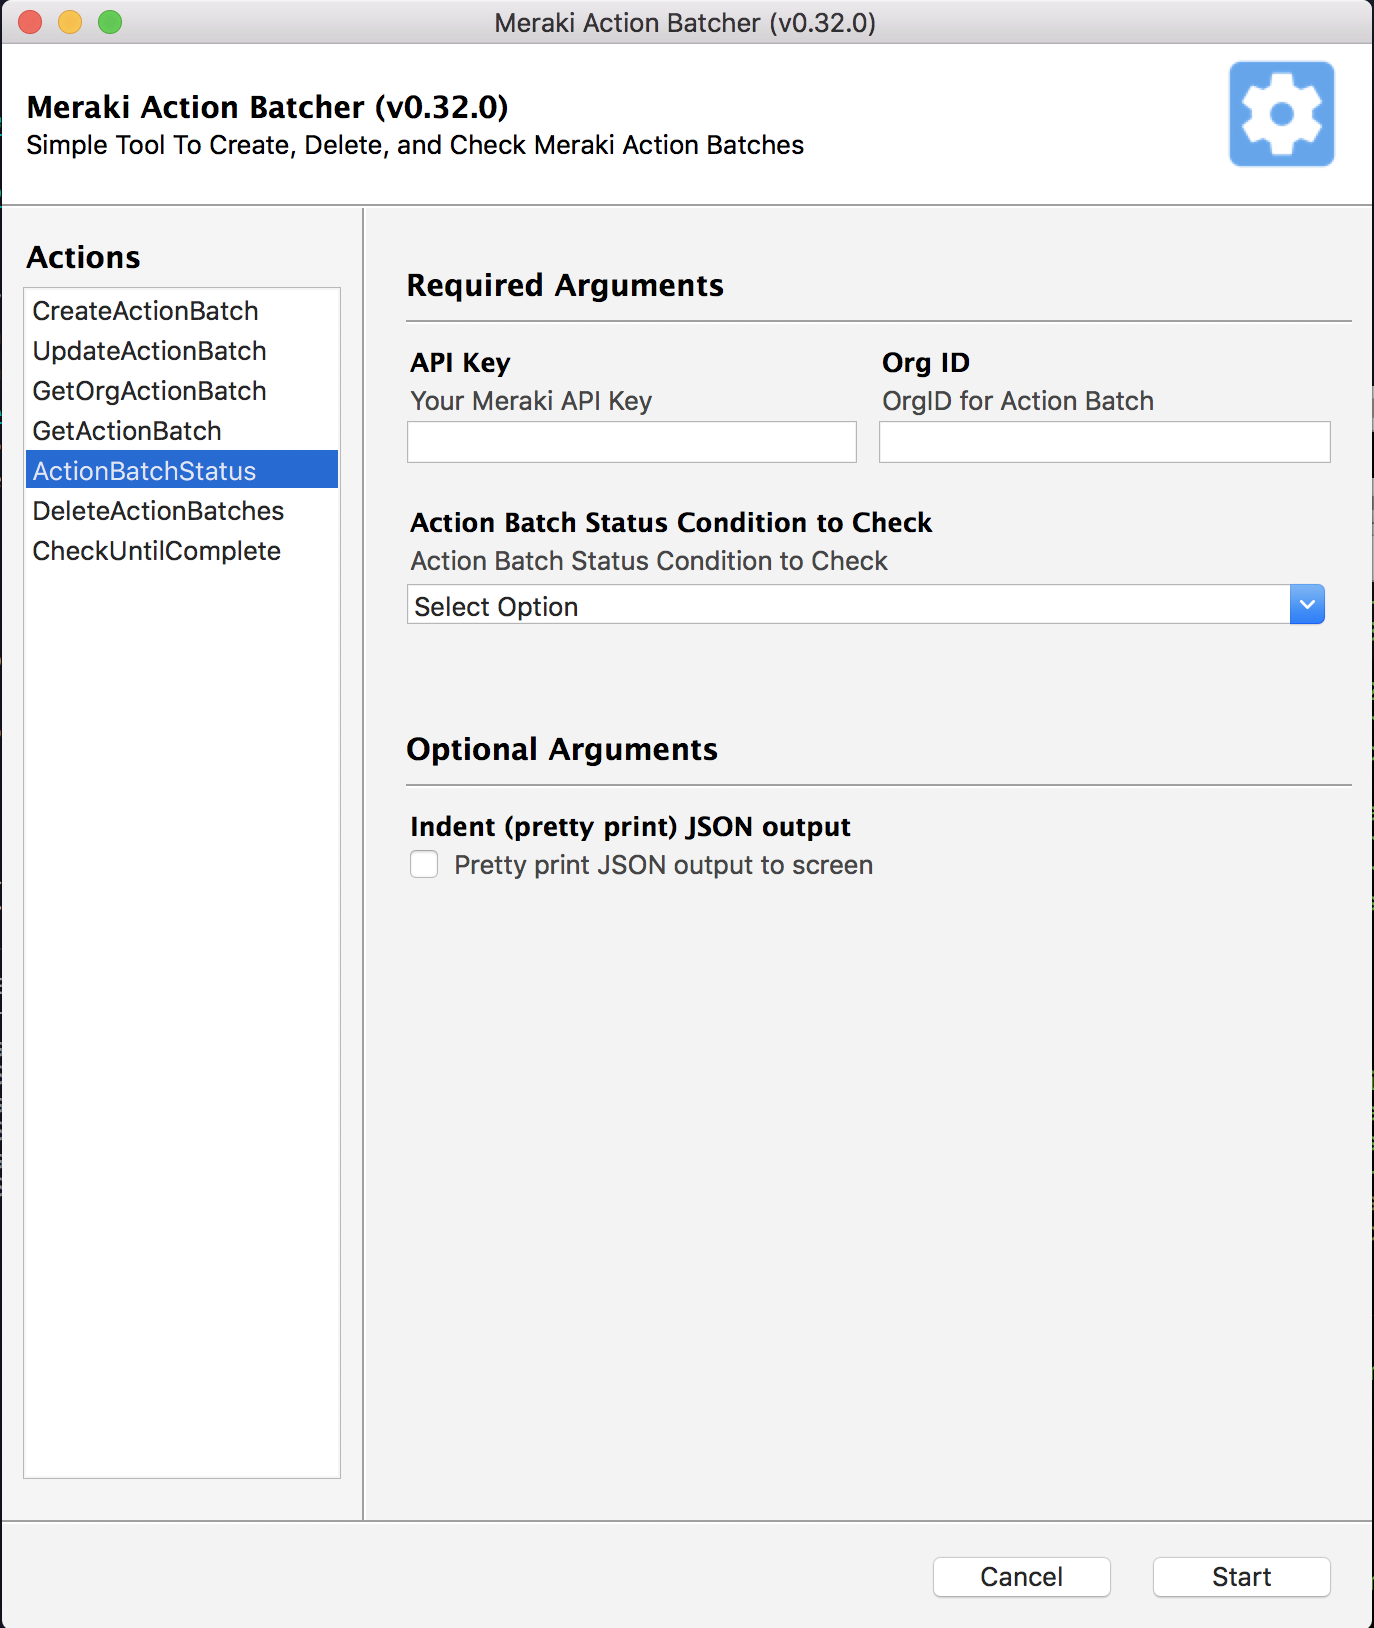 Meraki Action Batcher (v0.32.0)
Meraki Action Batcher (v0.32.0)
Simple Tool To Create, Delete, and Check Meraki Action Batches
Actions
CreateActionBatch
UpdateActionBatch
GetOrgActionBatch
GetActionBatch
ActionBatchStatus
DeleteActionBatches
CheckUntilComplete
Required Arguments
API Key
Your Meraki API Key
Org ID
OrgID for Action Batch
Action Batch Status Condition to Check
Action Batch Status Condition to Check
Select Option
Optional Arguments
Indent (pretty print) JSON output
Pretty print JSON output to screen
Cancel
Start